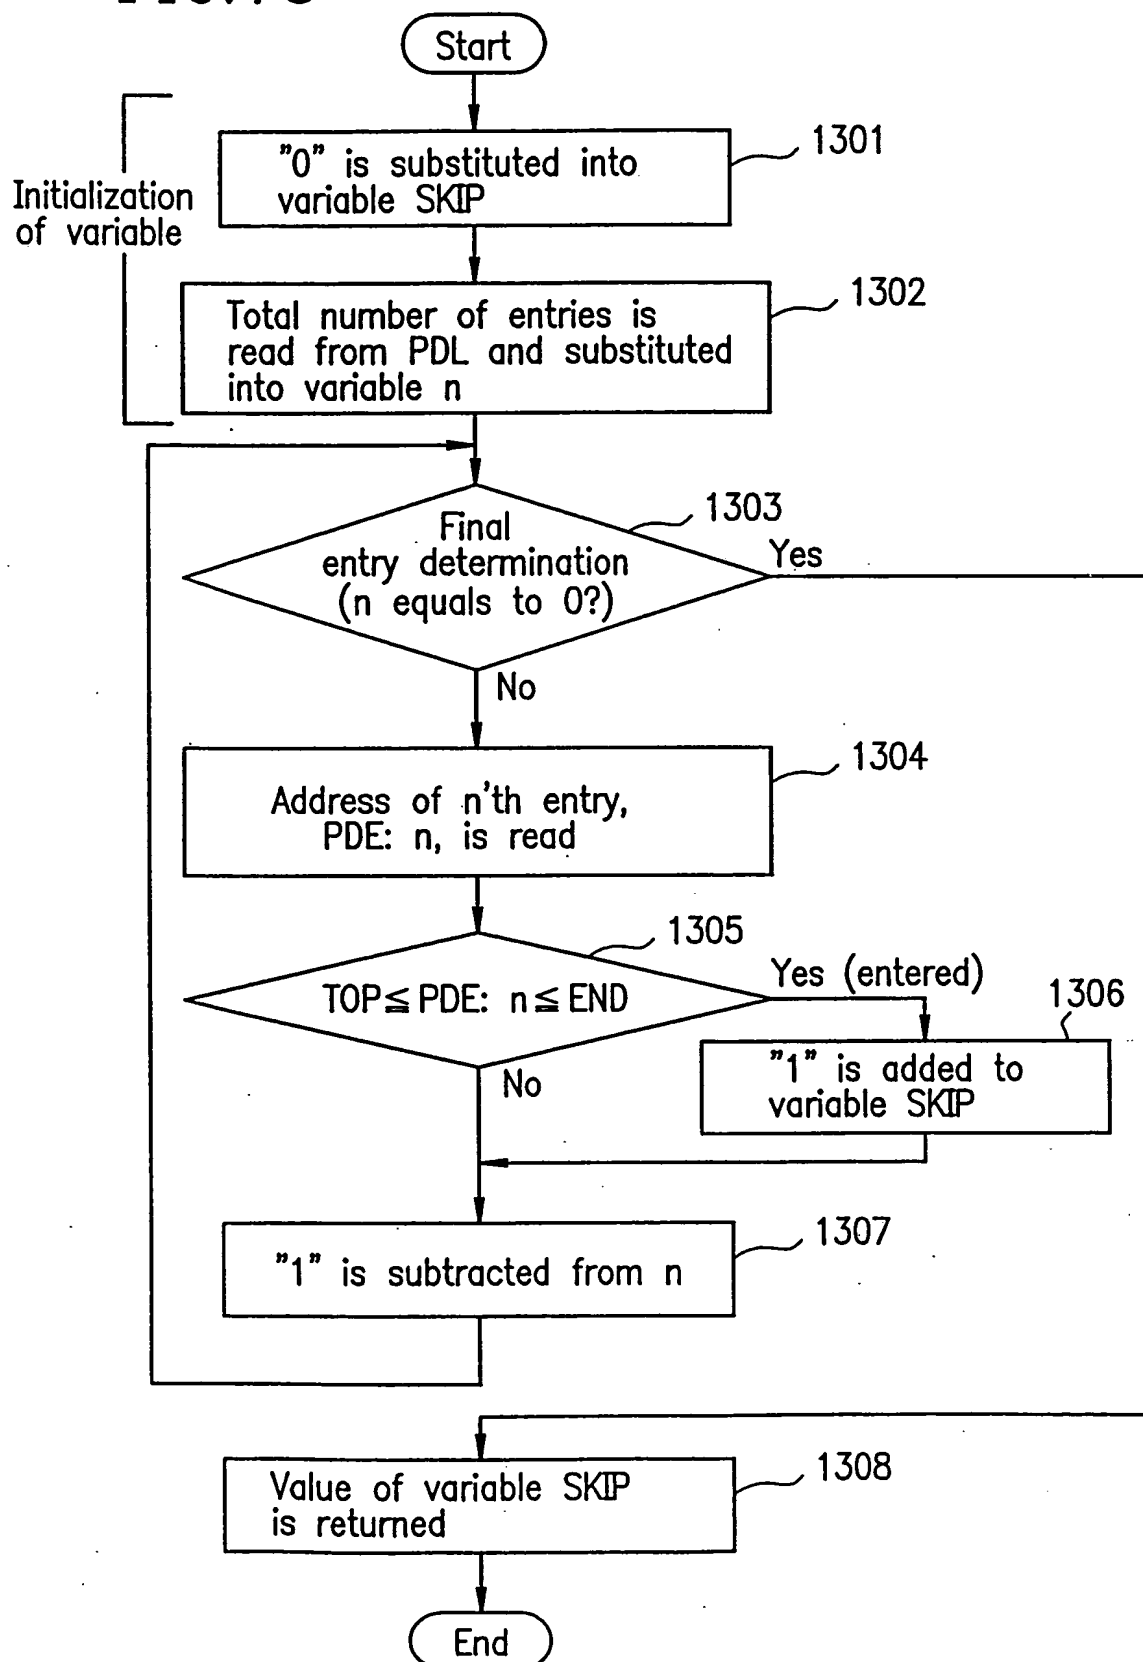 Start
1301
"0" is substituted into
variable SKIP
Initialization
of variable
1302
Total number of entries is
read from PDL and substituted
into variable n
1303
Final
entry determination
(n equals to 0?)
Yes
No
1304
Address of n'th entry,
PDE: n, is read
1305
TOP≦PDE: n≦END
Yes (entered)
1306
"1" is added to
variable SKIP
No
1307
"1" is subtracted from n
1308
Value of variable SKIP
is returned
End